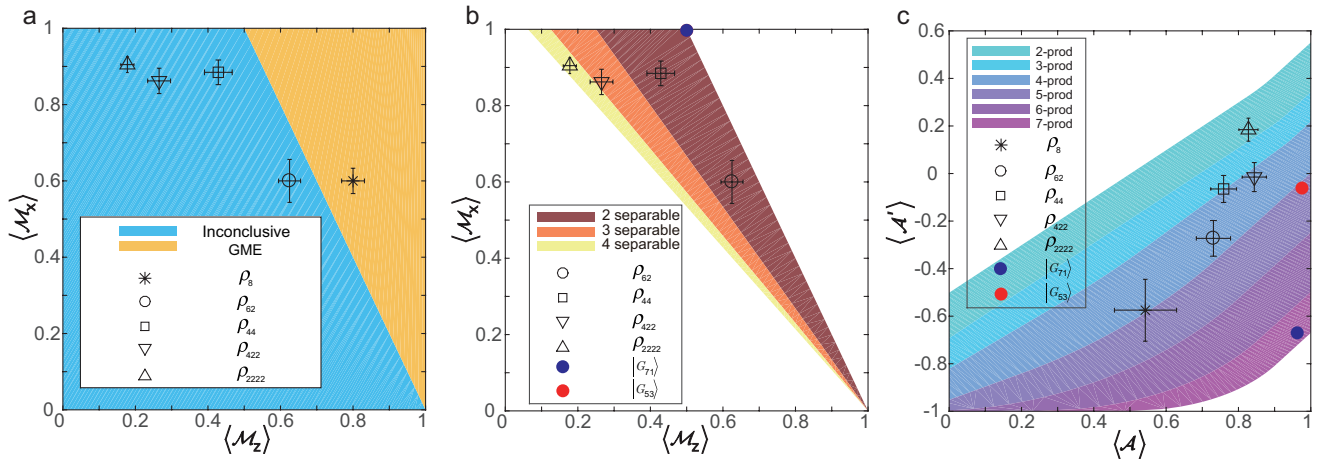 a
⟨Mx⟩
1
0.8
0.6
0.4
0.2
0
Inconclusive
GME
ρ8
ρ62
ρ44
ρ422
ρ2222
0 0.2 0.4 0.6 0.8 1
⟨Mz⟩
b
⟨Mx⟩
1
0.8
0.6
0.4
0.2
0
2 separable
3 separable
4 separable
ρ62
ρ44
ρ422
ρ2222
|G71⟩
|G53⟩
0 0.2 0.4 0.6 0.8 1
⟨Mz⟩
c
⟨A'⟩
0.6
0.4
0.2
0
-0.2
-0.4
-0.6
-0.8
-1
2-prod
3-prod
4-prod
5-prod
6-prod
7-prod
ρ8
ρ62
ρ44
ρ422
ρ2222
|G71⟩
|G53⟩
0 0.2 0.4 0.6 0.8 1
⟨A⟩